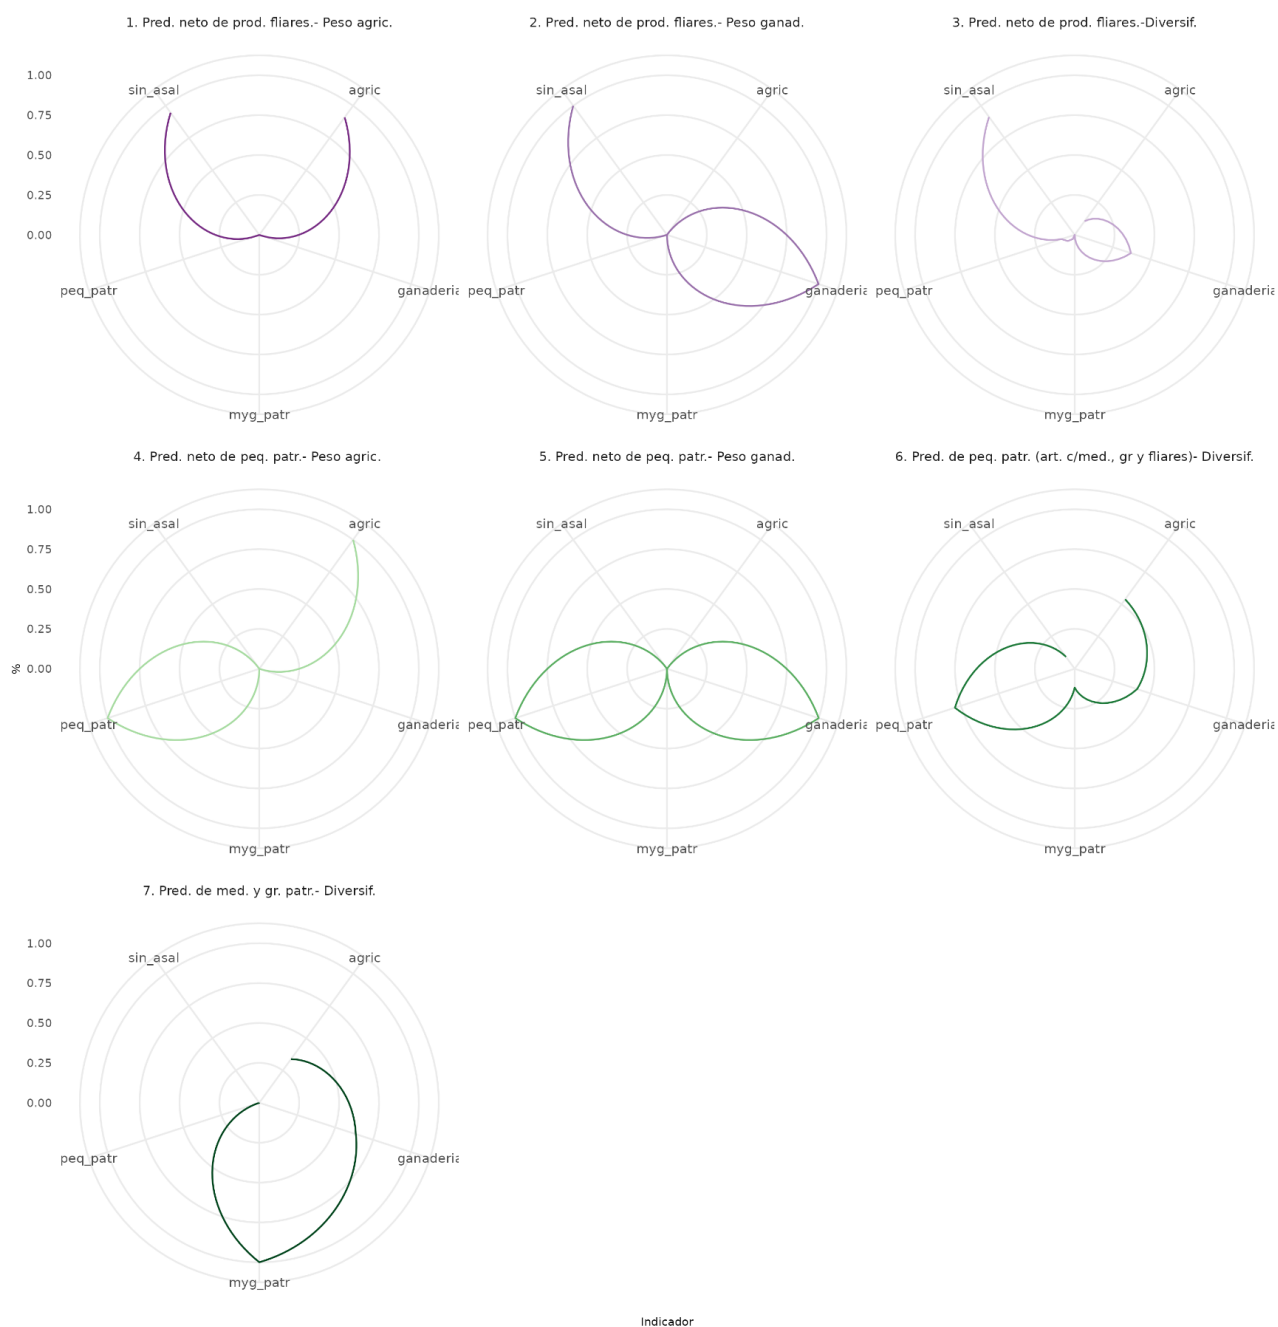 1. Pred. neto de prod. fliares.- Peso agric.
2. Pred. neto de prod. fliares.- Peso ganad.
3. Pred. neto de prod. fliares.-Diversif.
1.00
0.75
0.50
0.25
0.00
sin_asal
agric
peq_patr
ganaderia
myg_patr
sin_asal
agric
peq_patr
ganaderia
myg_patr
sin_asal
agric
peq_patr
ganaderia
myg_patr
4. Pred. neto de peq. patr.- Peso agric.
5. Pred. neto de peq. patr.- Peso ganad.
6. Pred. de peq. patr. (art. c/med., gr y fliares)- Diversif.
1.00
0.75
0.50
0.25
0.00
%
sin_asal
agric
peq_patr
ganaderia
myg_patr
sin_asal
agric
peq_patr
ganaderia
myg_patr
sin_asal
agric
peq_patr
ganaderia
myg_patr
7. Pred. de med. y gr. patr.- Diversif.
1.00
0.75
0.50
0.25
0.00
sin_asal
agric
peq_patr
ganaderia
myg_patr
Indicador